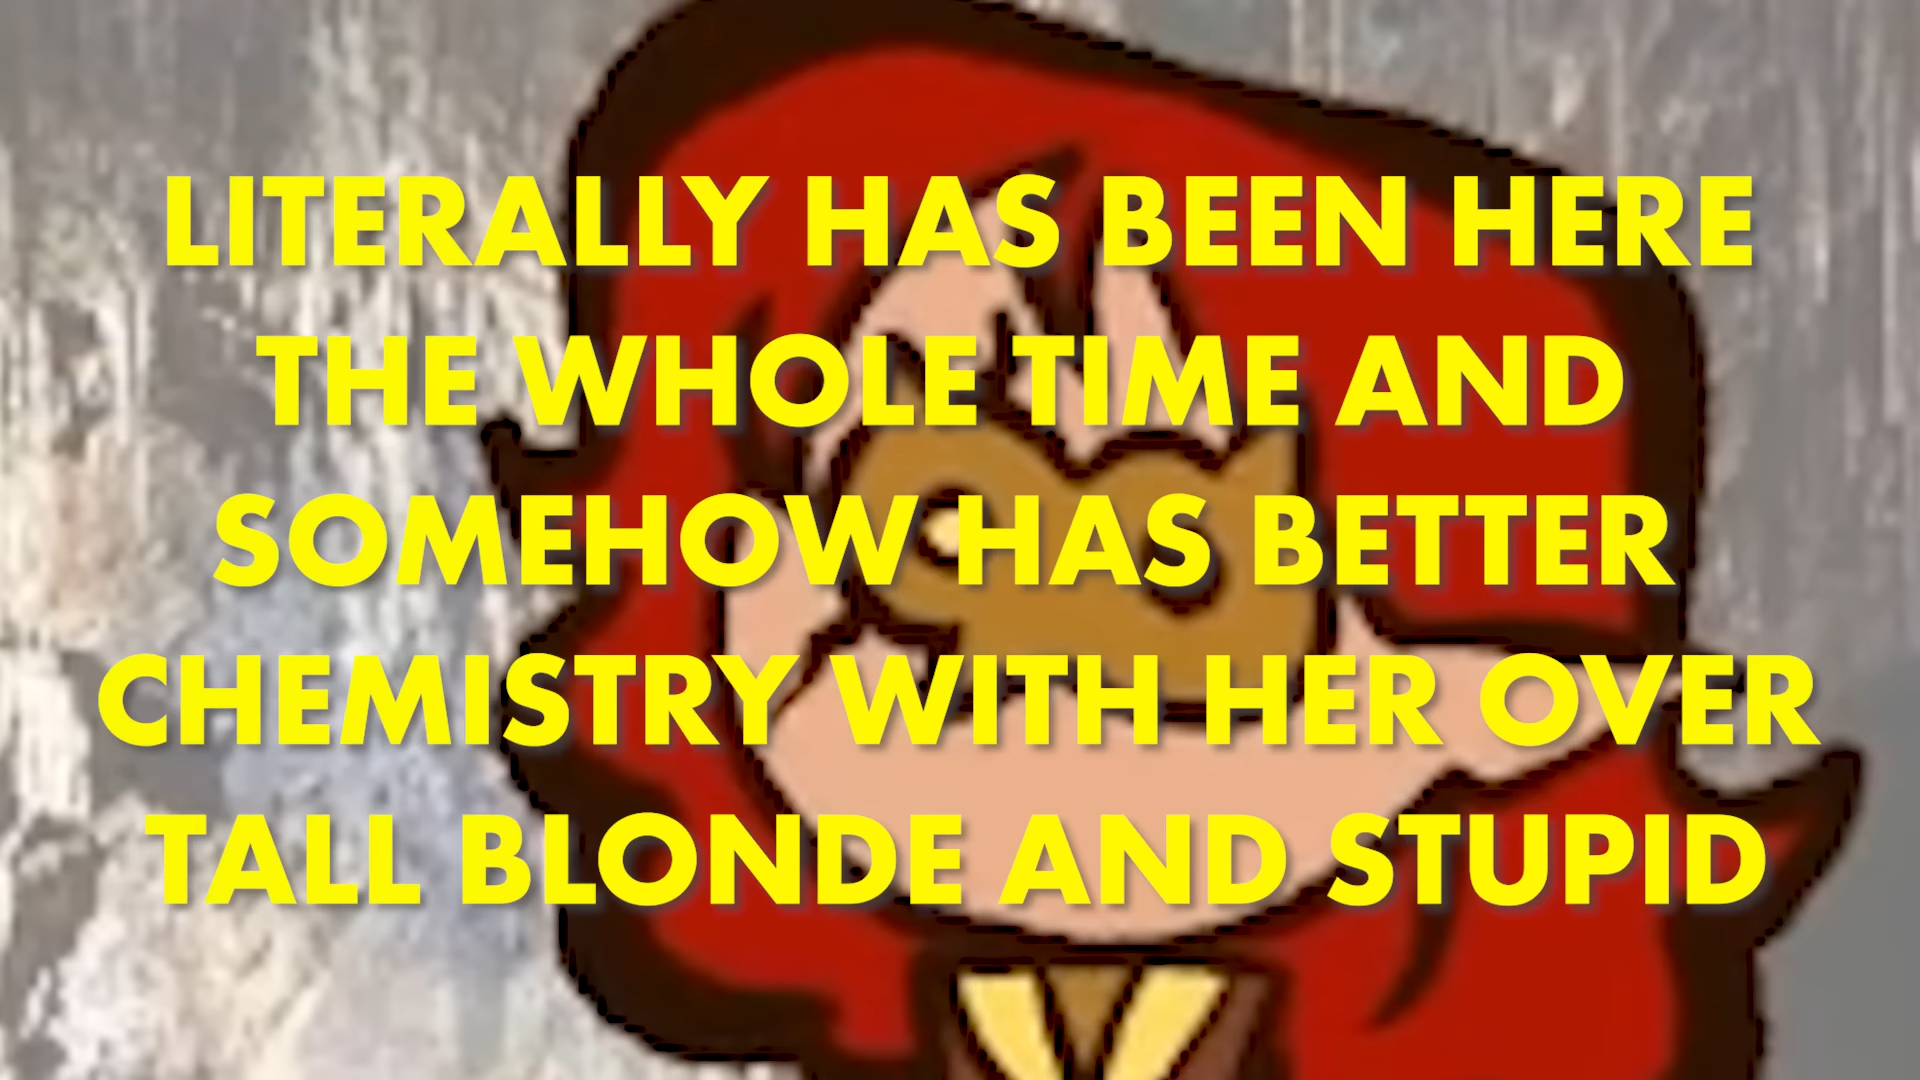 LITERALLY HAS BEEN HERE
THE WHOLE TIME AND
SOMEHOW HAS BETTER
CHEMISTRY WITH HER OVER
TALL BLONDE AND STUPID